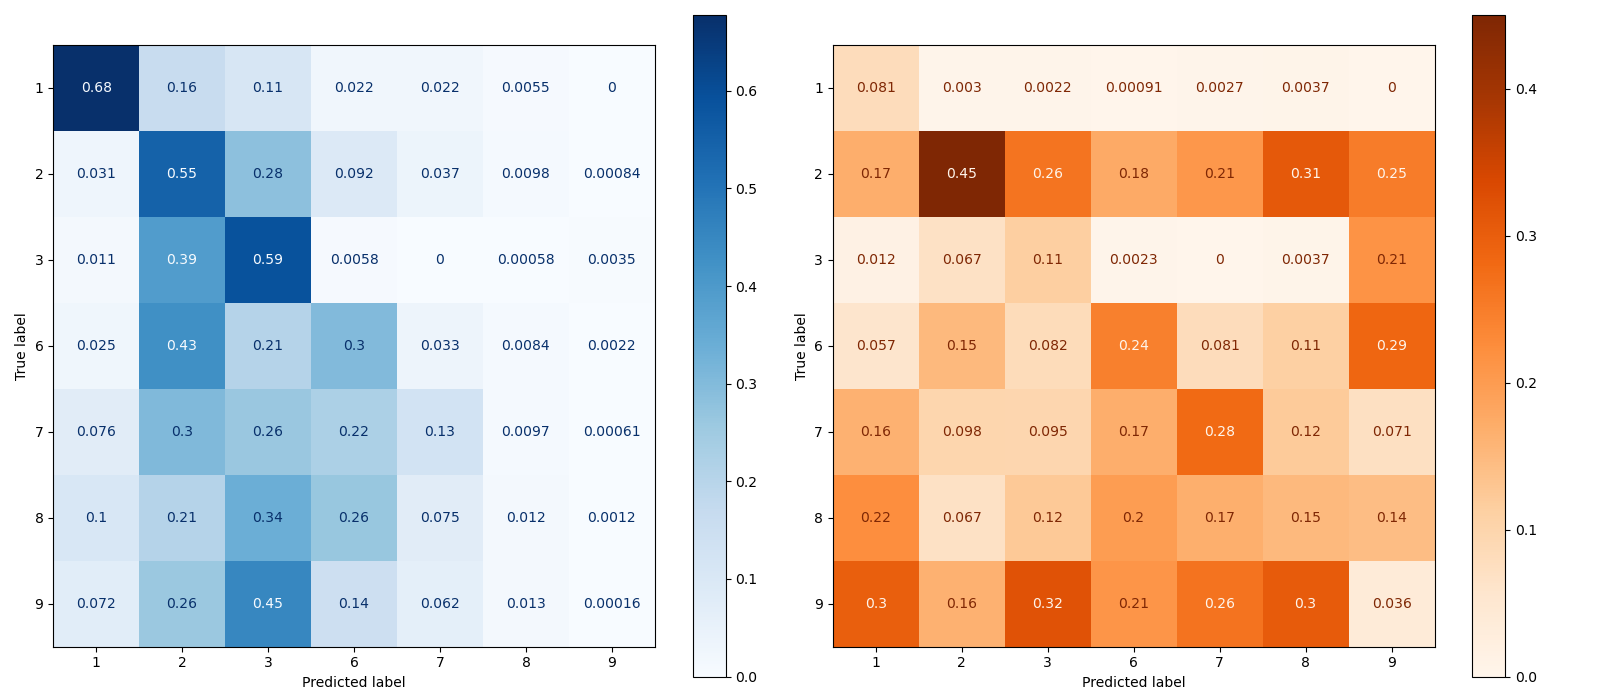 1 0.68 0.16 0.11 0.022 0.022 0.0055 0
2 0.031 0.55 0.28 0.092 0.037 0.0098 0.00084
3 0.011 0.39 0.59 0.0058 0 0.00058 0.0035
6 0.025 0.43 0.21 0.3 0.033 0.0084 0.0022
7 0.076 0.3 0.26 0.22 0.13 0.0097 0.00061
8 0.1 0.21 0.34 0.26 0.075 0.012 0.0012
9 0.072 0.26 0.45 0.14 0.062 0.013 0.00016
1 2 3 6 7 8 9
Predicted label
True label
0.6
0.5
0.4
0.3
0.2
0.1
0.0
1 0.081 0.003 0.0022 0.00091 0.0027 0.0037 0
2 0.17 0.45 0.26 0.18 0.21 0.31 0.25
3 0.012 0.067 0.11 0.0023 0 0.0037 0.21
6 0.057 0.15 0.082 0.24 0.081 0.11 0.29
7 0.16 0.098 0.095 0.17 0.28 0.12 0.071
8 0.22 0.067 0.12 0.2 0.17 0.15 0.14
9 0.3 0.16 0.32 0.21 0.26 0.3 0.036
1 2 3 6 7 8 9
Predicted label
True label
0.4
0.3
0.2
0.1
0.0